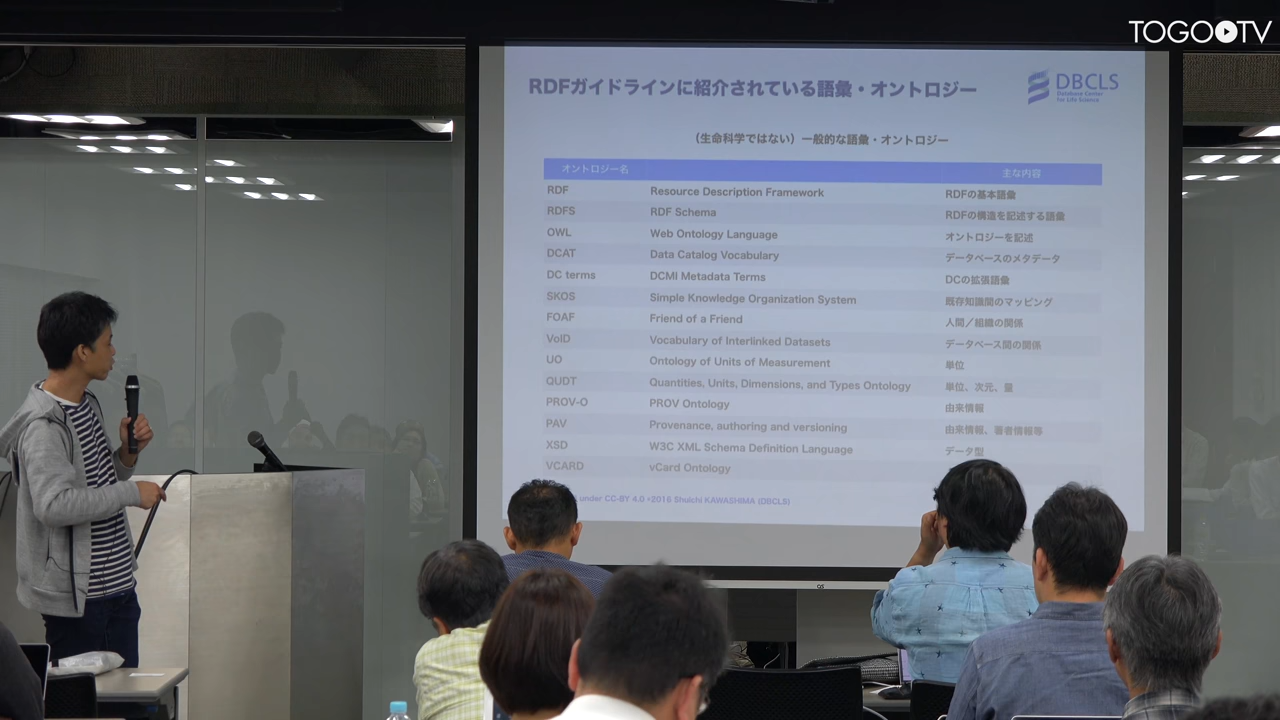 TOGO TV
RDFガイドラインに紹介されている語彙・オントロジー
DBCLS
Database Center
for Life Science
（生命科学ではない）一般的な語彙・オントロジー
オントロジー名 主な内容
RDF Resource Description Framework RDFの基本語彙
RDFS RDF Schema RDFの構造を記述する語彙
OWL Web Ontology Language オントロジーを記述
DCAT Data Catalog Vocabulary データベースのメタデータ
DC terms DCMI Metadata Terms DCの拡張語彙
SKOS Simple Knowledge Organization System 既存知識間のマッピング
FOAF Friend of a Friend 人間／組織の関係
VoID Vocabulary of Interlinked Datasets データベース間の関係
UO Ontology of Units of Measurement 単位
QUDT Quantities, Units, Dimensions, and Types Ontology 単位、次元、量
PROV-O PROV Ontology 由来情報
PAV Provenance, authoring and versioning 由来情報、著者情報等
XSD W3C XML Schema Definition Language データ型
VCARD vCard Ontology
under CC-BY 4.0 ©2016 Shuichi KAWASHIMA (DBCLS)